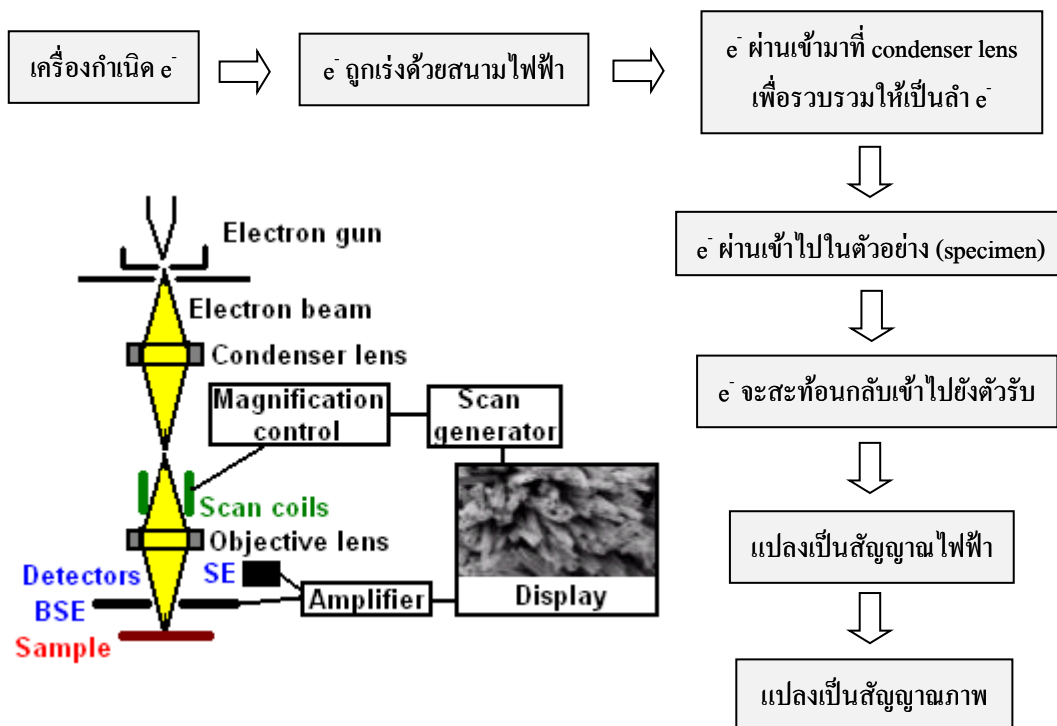 เครื่องกำเนิด e⁻
e⁻ ถูกเร่งด้วยสนามไฟฟ้า
e⁻ ผ่านเข้ามาที่ condenser lens
เพื่อรวบรวมให้เป็นลำ e⁻
e⁻ ผ่านเข้าไปในตัวอย่าง (specimen)
e⁻ จะสะท้อนกลับเข้าไปยังตัวรับ
แปลงเป็นสัญญาณไฟฟ้า
แปลงเป็นสัญญาณภาพ
Electron gun
Electron beam
Condenser lens
Magnification
control
Scan
generator
Scan coils
Objective lens
Detectors
SE
BSE
Amplifier
Display
Sample